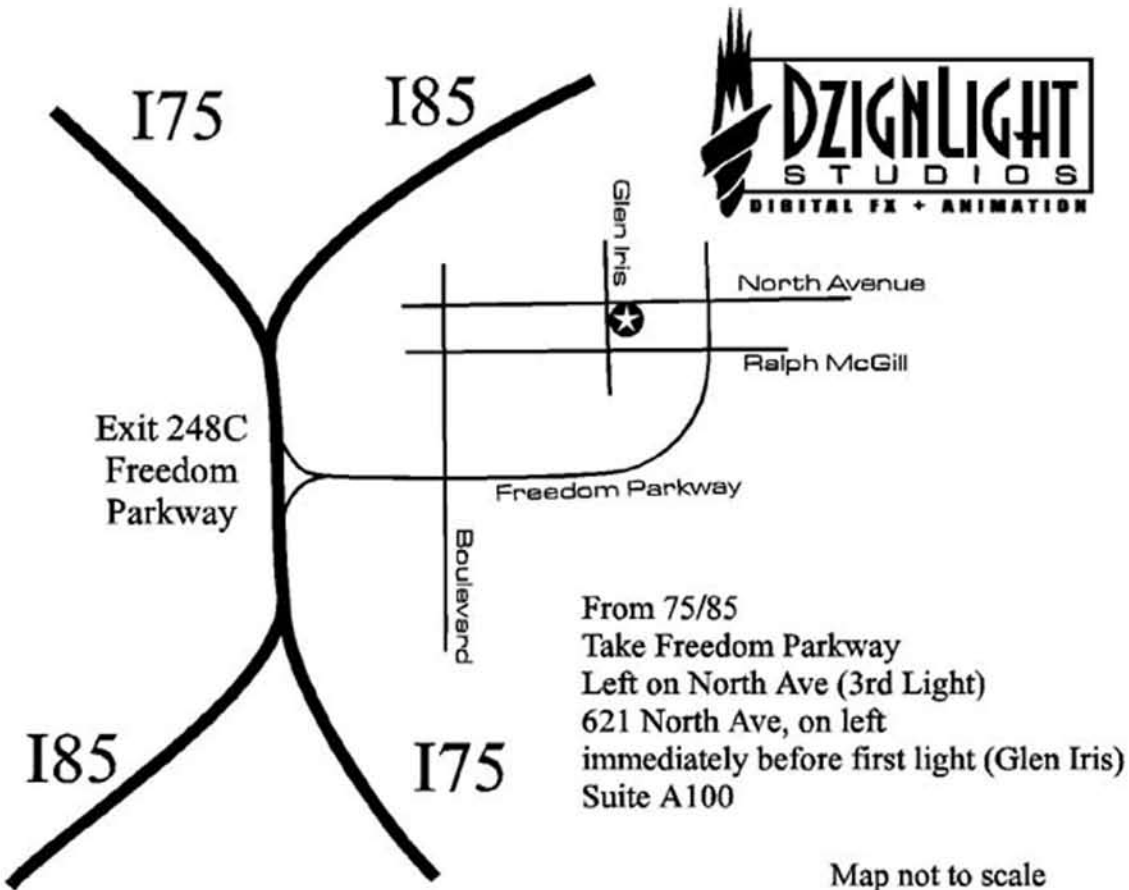 I75
I85
DZIGNLIGHT
STUDIOS
DIGITAL FX + ANIMATION
Glen Iris
North Avenue
Ralph McGill
Exit 248C
Freedom
Parkway
Freedom Parkway
Boulevard
From 75/85
Take Freedom Parkway
Left on North Ave (3rd Light)
621 North Ave, on left
immediately before first light (Glen Iris)
Suite A100
I85
I75
Map not to scale